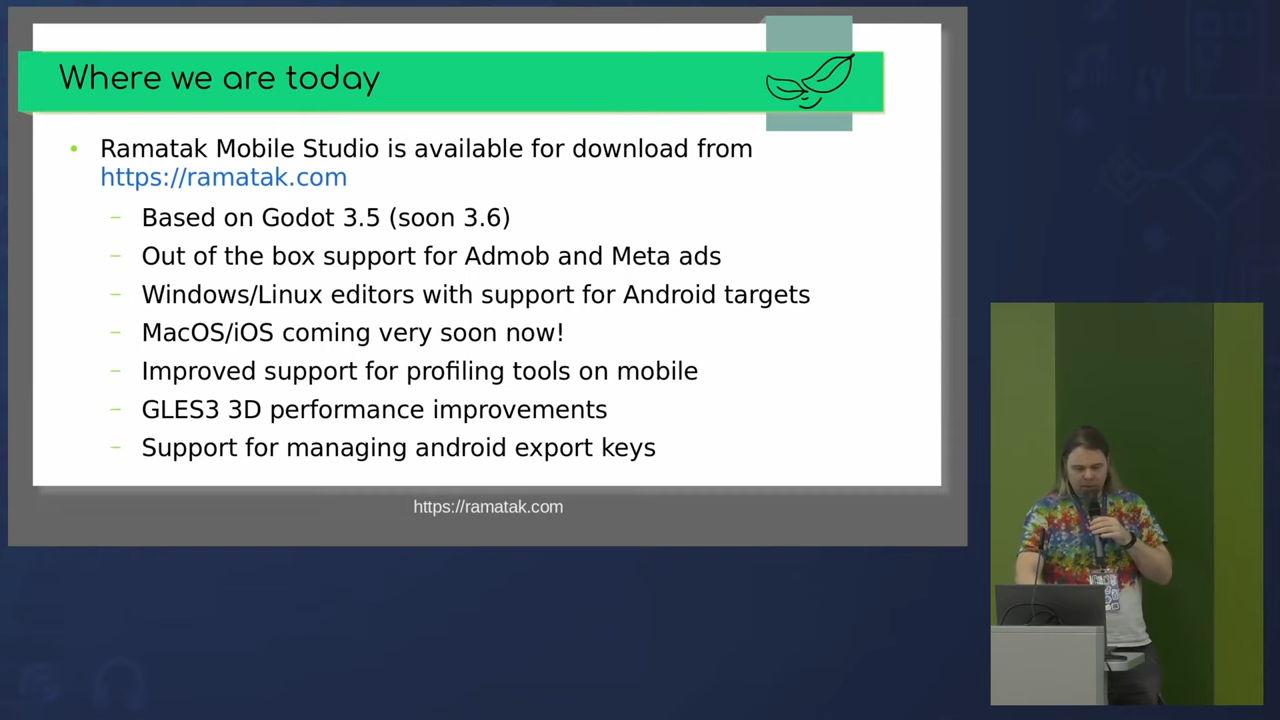 Where we are today
Ramatak Mobile Studio is available for download from
https://ramatak.com
Based on Godot 3.5 (soon 3.6)
Out of the box support for Admob and Meta ads
Windows/Linux editors with support for Android targets
MacOS/iOS coming very soon now!
Improved support for profiling tools on mobile
GLES3 3D performance improvements
Support for managing android export keys
https://ramatak.com